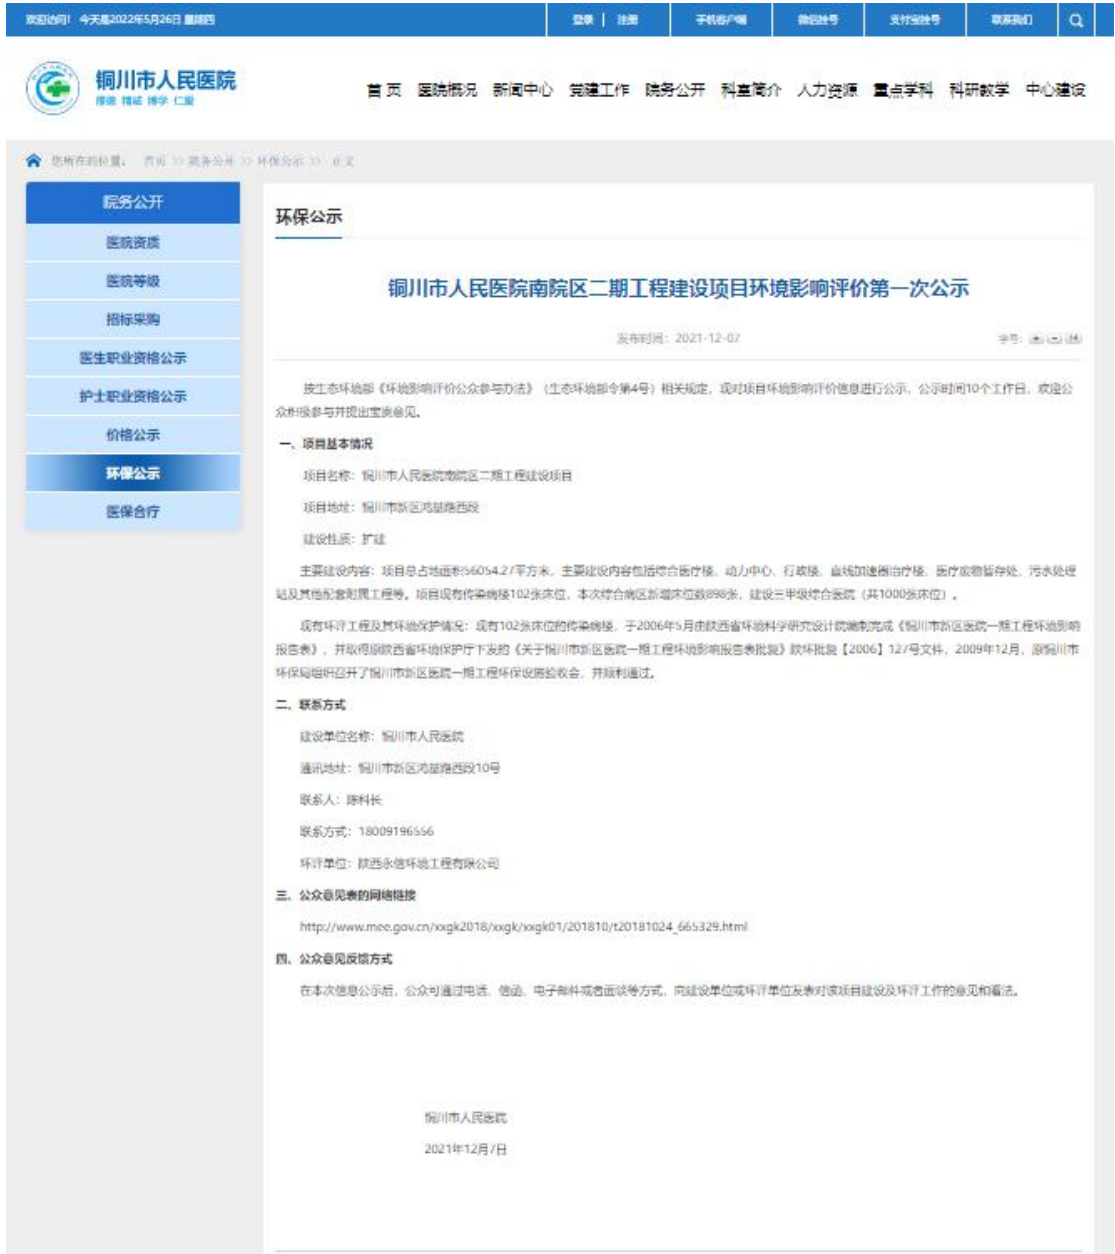 欢迎访问！ 今天是2022年5月26日 星期四
登录 | 注册
手机客户端
微信挂号
支付宝挂号
联系我们
铜川市人民医院
厚德 精诚 博学 仁爱
首 页 医院概况 新闻中心 党建工作 院务公开 科室简介 人力资源 重点学科 科研教学 中心建设
您所在的位置： 首页 >> 院务公开 >> 环保公示 >> 正文
院务公开
医院资质
医院等级
招标采购
医生职业资格公示
护士职业资格公示
价格公示
环保公示
医保合疗
环保公示
铜川市人民医院南院区二期工程建设项目环境影响评价第一次公示
发布时间：2021-12-07
字号：
按生态环境部《环境影响评价公众参与办法》（生态环境部令第4号）相关规定，现对项目环境影响评价信息进行公示，公示时间10个工作日，欢迎公
众积极参与并提出宝贵意见。
一、项目基本情况
项目名称：铜川市人民医院南院区二期工程建设项目
项目地址：铜川市新区鸿基路西段
建设性质：扩建
主要建设内容：项目总占地面积56054.27平方米，主要建设内容包括综合医疗楼、动力中心、行政楼、直线加速器治疗楼、医疗废物暂存处、污水处理
站及其他配套附属工程等。项目现有传染病楼102张床位，本次综合病区新增床位数898张，建设三甲级综合医院（共1000张床位）。
现有环评工程及其环境保护情况：现有102张床位的传染病楼，于2006年5月由陕西省环境科学研究设计院编制完成《铜川市新区医院一期工程环境影响
报告表》，并取得原陕西省环境保护厅下发的《关于铜川市新区医院一期工程环境影响报告表批复》陕环批复【2006】127号文件，2009年12月，原铜川市
环保局组织召开了铜川市新区医院一期工程环保设施验收会，并顺利通过。
二、联系方式
建设单位名称：铜川市人民医院
通讯地址：铜川市新区鸿基路西段10号
联系人：陈科长
联系方式：18009196556
环评单位：陕西永信环境工程有限公司
三、公众意见表的网络链接
http://www.mee.gov.cn/xxgk2018/xxgk/xxgk01/201810/t20181024_665329.html
四、公众意见反馈方式
在本次信息公示后，公众可通过电话、信函、电子邮件或者面谈等方式，向建设单位或环评单位发表对该项目建设及环评工作的意见和看法。
铜川市人民医院
2021年12月7日